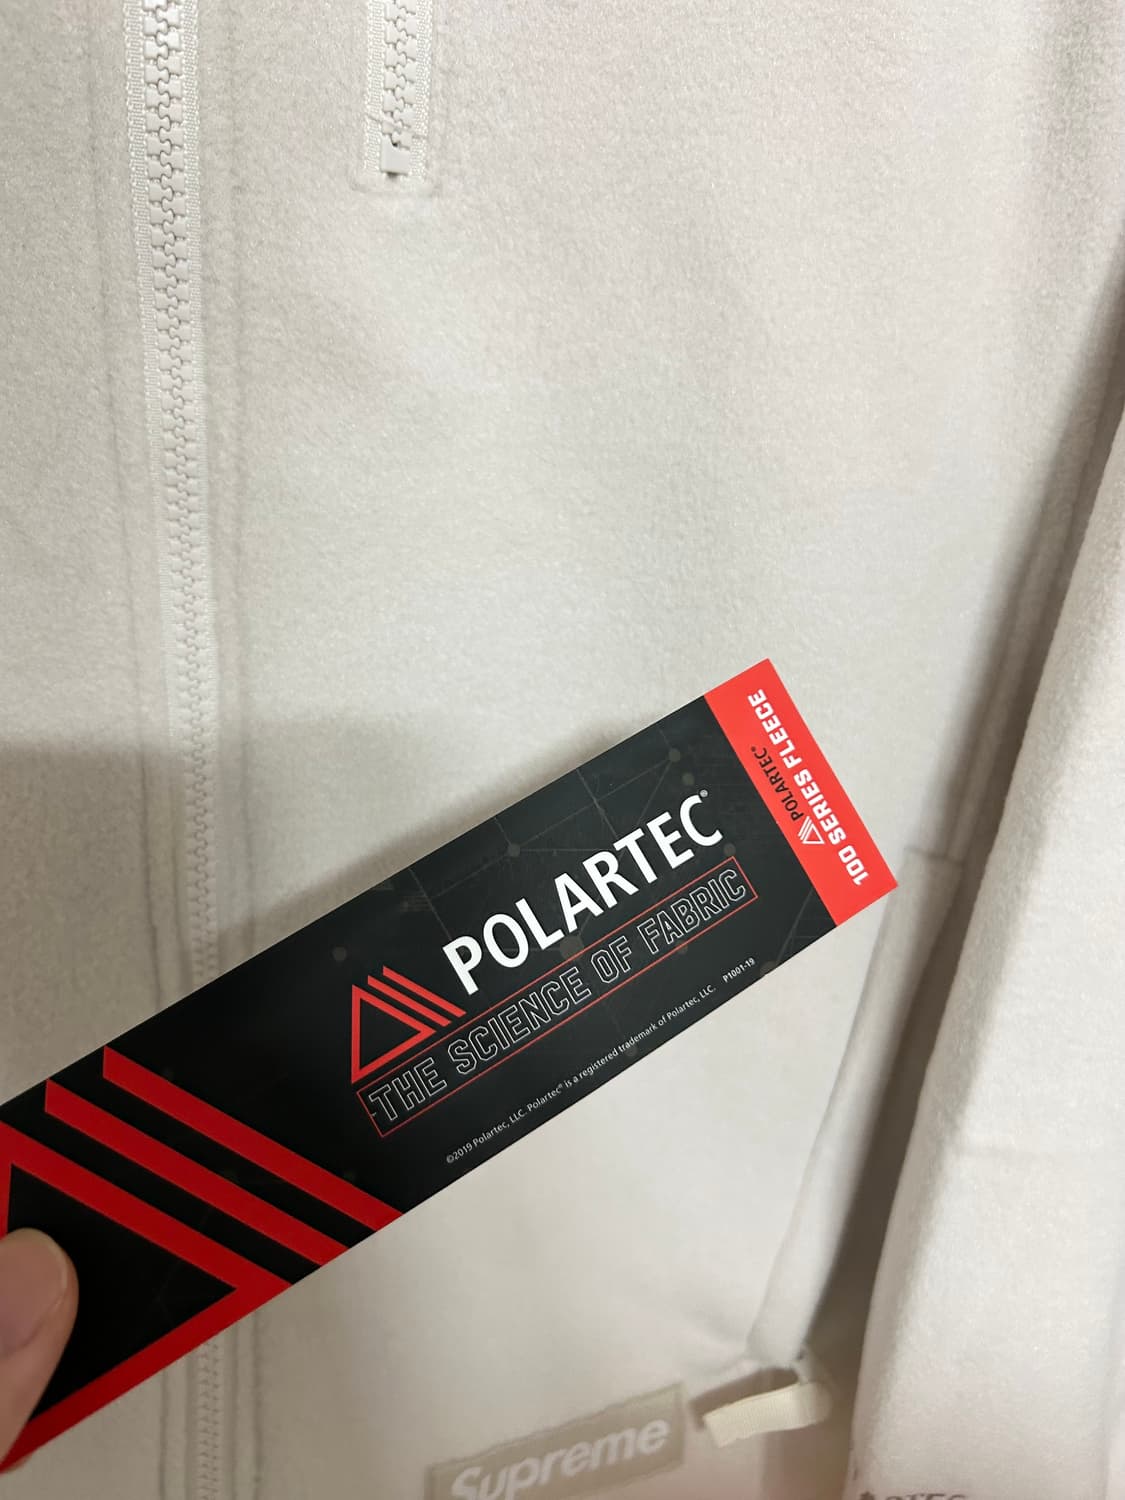 POLARTEC®
THE SCIENCE OF FABRIC
©2019 Polartec, LLC. Polartec® is a registered trademark of Polartec, LLC. P1001-19
POLARTEC®
100 SERIES FLEECE
Supreme